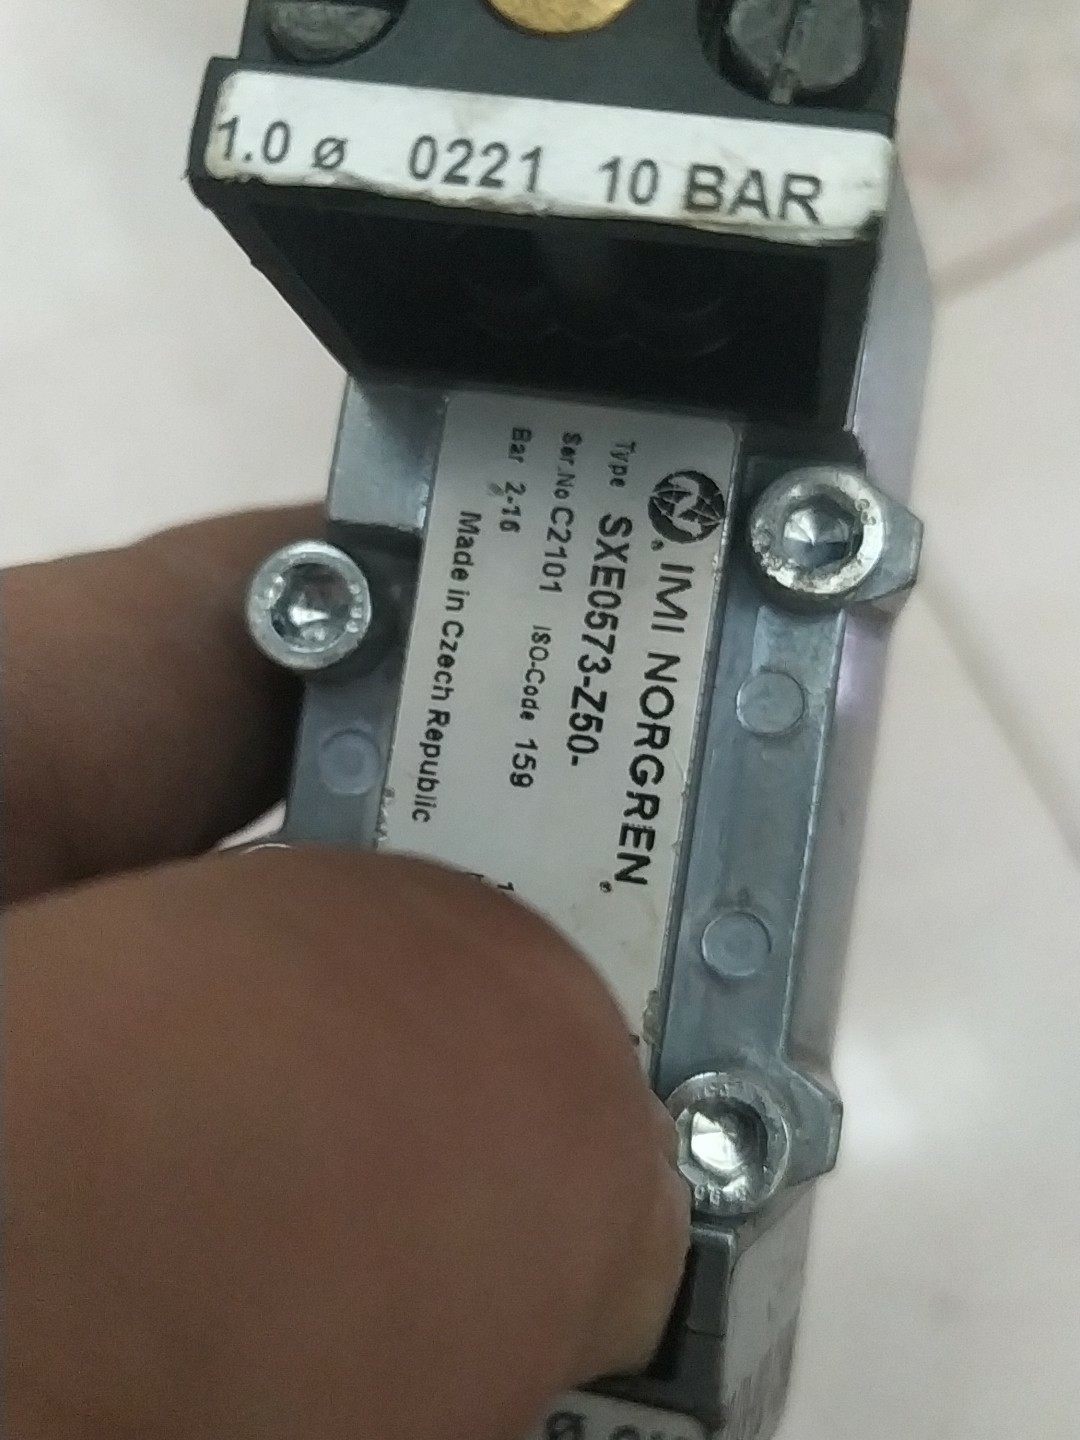 1.0 ø 0221 10 BAR
IMI NORGREN
Type SXE0573-Z50-
Ser.No C2101 ISO-Code 159
Bar 2-16
Made in Czech Republic